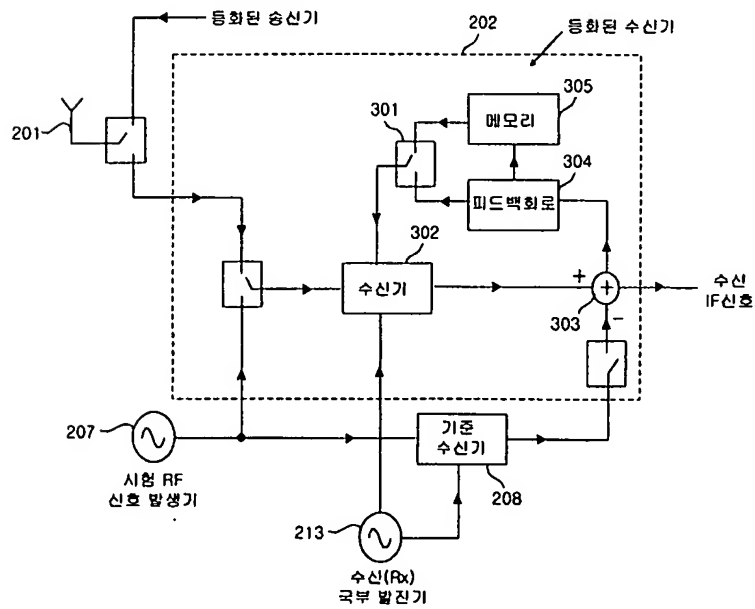 등화된 송신기
등화된 수신기
202
201
301
305
메모리
304
피드백회로
302
수신기
+
+
303
−
수신
IF신호
207
시험 RF
신호 발생기
기준
수신기
208
213
수신(Rx)
국부 발진기